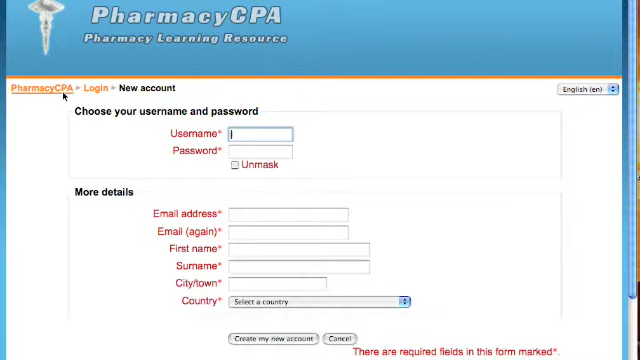 PharmacyCPA
Pharmacy Learning Resource
PharmacyCPA ► Login ► New account
English (en)
Choose your username and password
Username*
Password*
Unmask
More details
Email address*
Email (again)*
First name*
Surname*
City/town*
Country*
Select a country
Create my new account
Cancel
There are required fields in this form marked*.